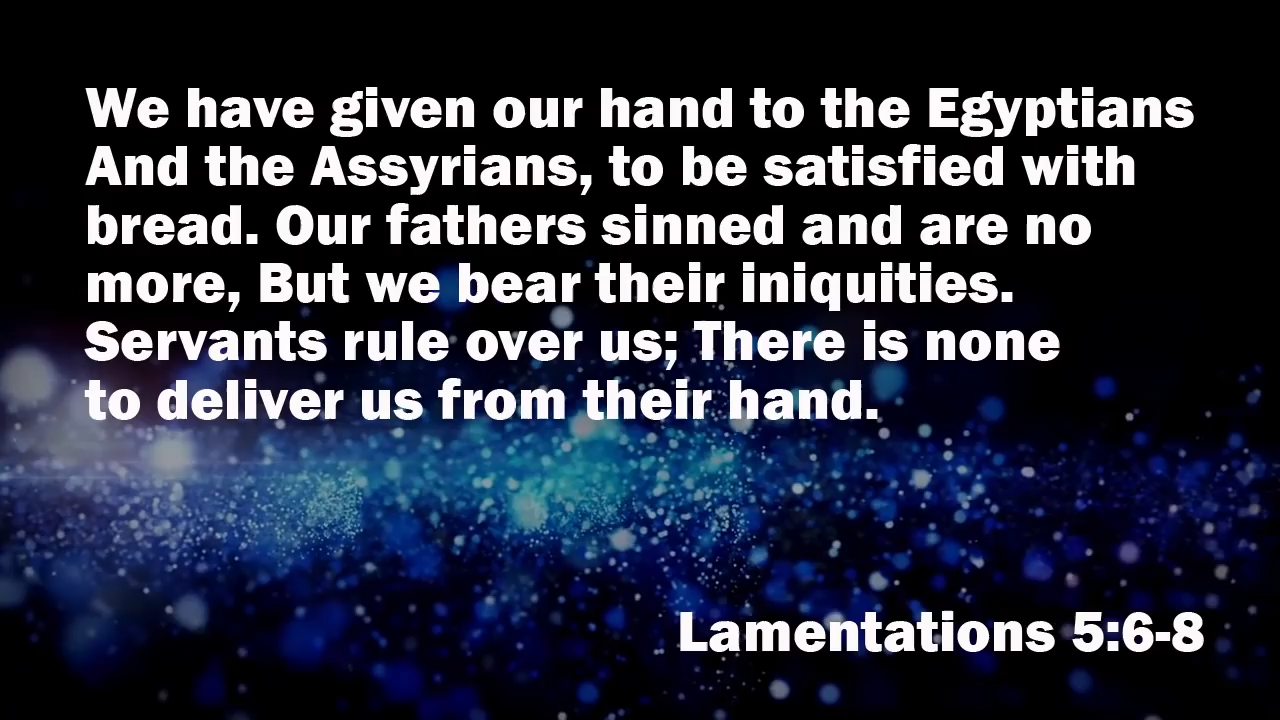 We have given our hand to the Egyptians
And the Assyrians, to be satisfied with
bread. Our fathers sinned and are no
more, But we bear their iniquities.
Servants rule over us; There is none
to deliver us from their hand.
Lamentations 5:6-8